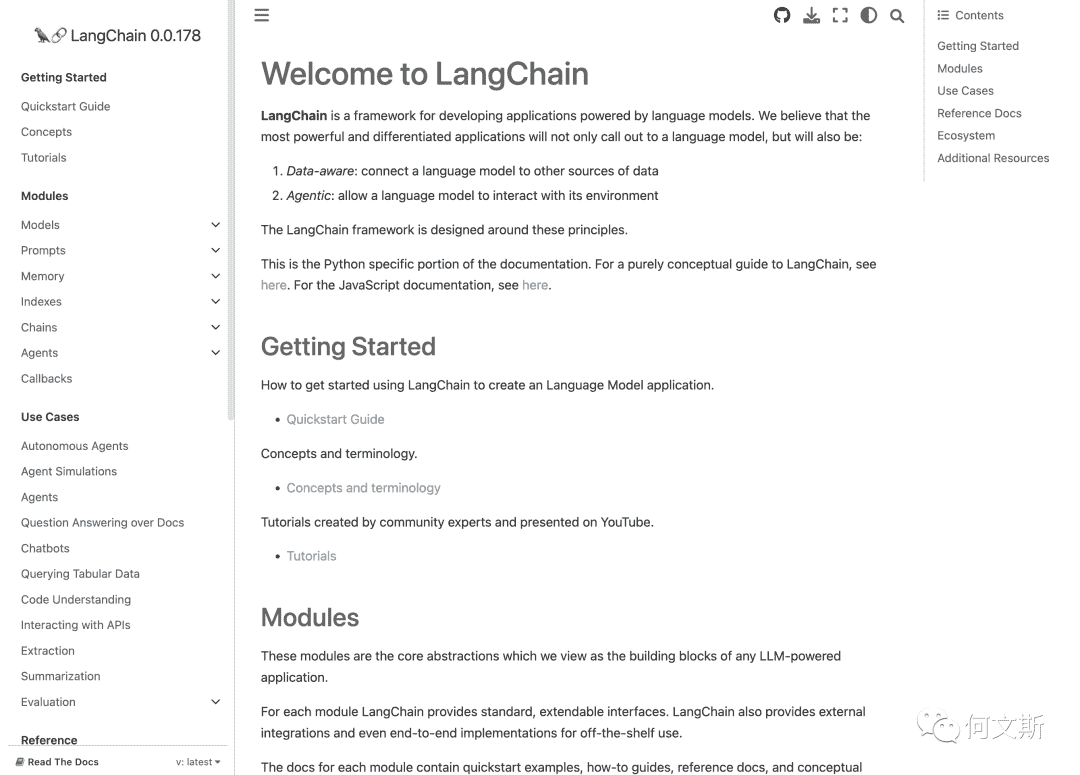 LangChain 0.0.178
Getting Started
Quickstart Guide
Concepts
Tutorials
Modules
Models
Prompts
Memory
Indexes
Chains
Agents
Callbacks
Use Cases
Autonomous Agents
Agent Simulations
Agents
Question Answering over Docs
Chatbots
Querying Tabular Data
Code Understanding
Interacting with APIs
Extraction
Summarization
Evaluation
Reference
Read The Docs
v: latest
Welcome to LangChain
LangChain is a framework for developing applications powered by language models. We believe that the
most powerful and differentiated applications will not only call out to a language model, but will also be:
1. Data-aware: connect a language model to other sources of data
2. Agentic: allow a language model to interact with its environment
The LangChain framework is designed around these principles.
This is the Python specific portion of the documentation. For a purely conceptual guide to LangChain, see
here. For the JavaScript documentation, see here.
Getting Started
How to get started using LangChain to create an Language Model application.
• Quickstart Guide
Concepts and terminology.
• Concepts and terminology
Tutorials created by community experts and presented on YouTube.
• Tutorials
Modules
These modules are the core abstractions which we view as the building blocks of any LLM-powered
application.
For each module LangChain provides standard, extendable interfaces. LangChain also provides external
integrations and even end-to-end implementations for off-the-shelf use.
The docs for each module contain quickstart examples, how-to guides, reference docs, and conceptual
Contents
Getting Started
Modules
Use Cases
Reference Docs
Ecosystem
Additional Resources
何文斯